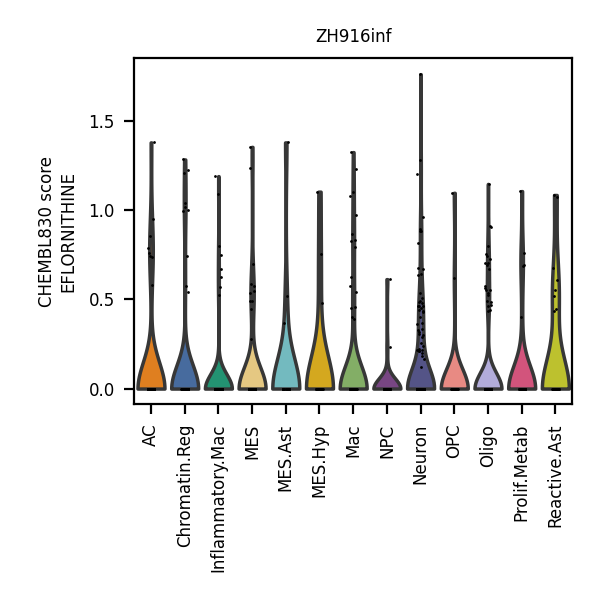 ZH916inf
CHEMBL830 score
EFLORNITHINE
1.5
1.0
0.5
0.0
AC
Chromatin.Reg
Inflammatory.Mac
MES
MES.Ast
MES.Hyp
Mac
NPC
Neuron
OPC
Oligo
Prolif.Metab
Reactive.Ast